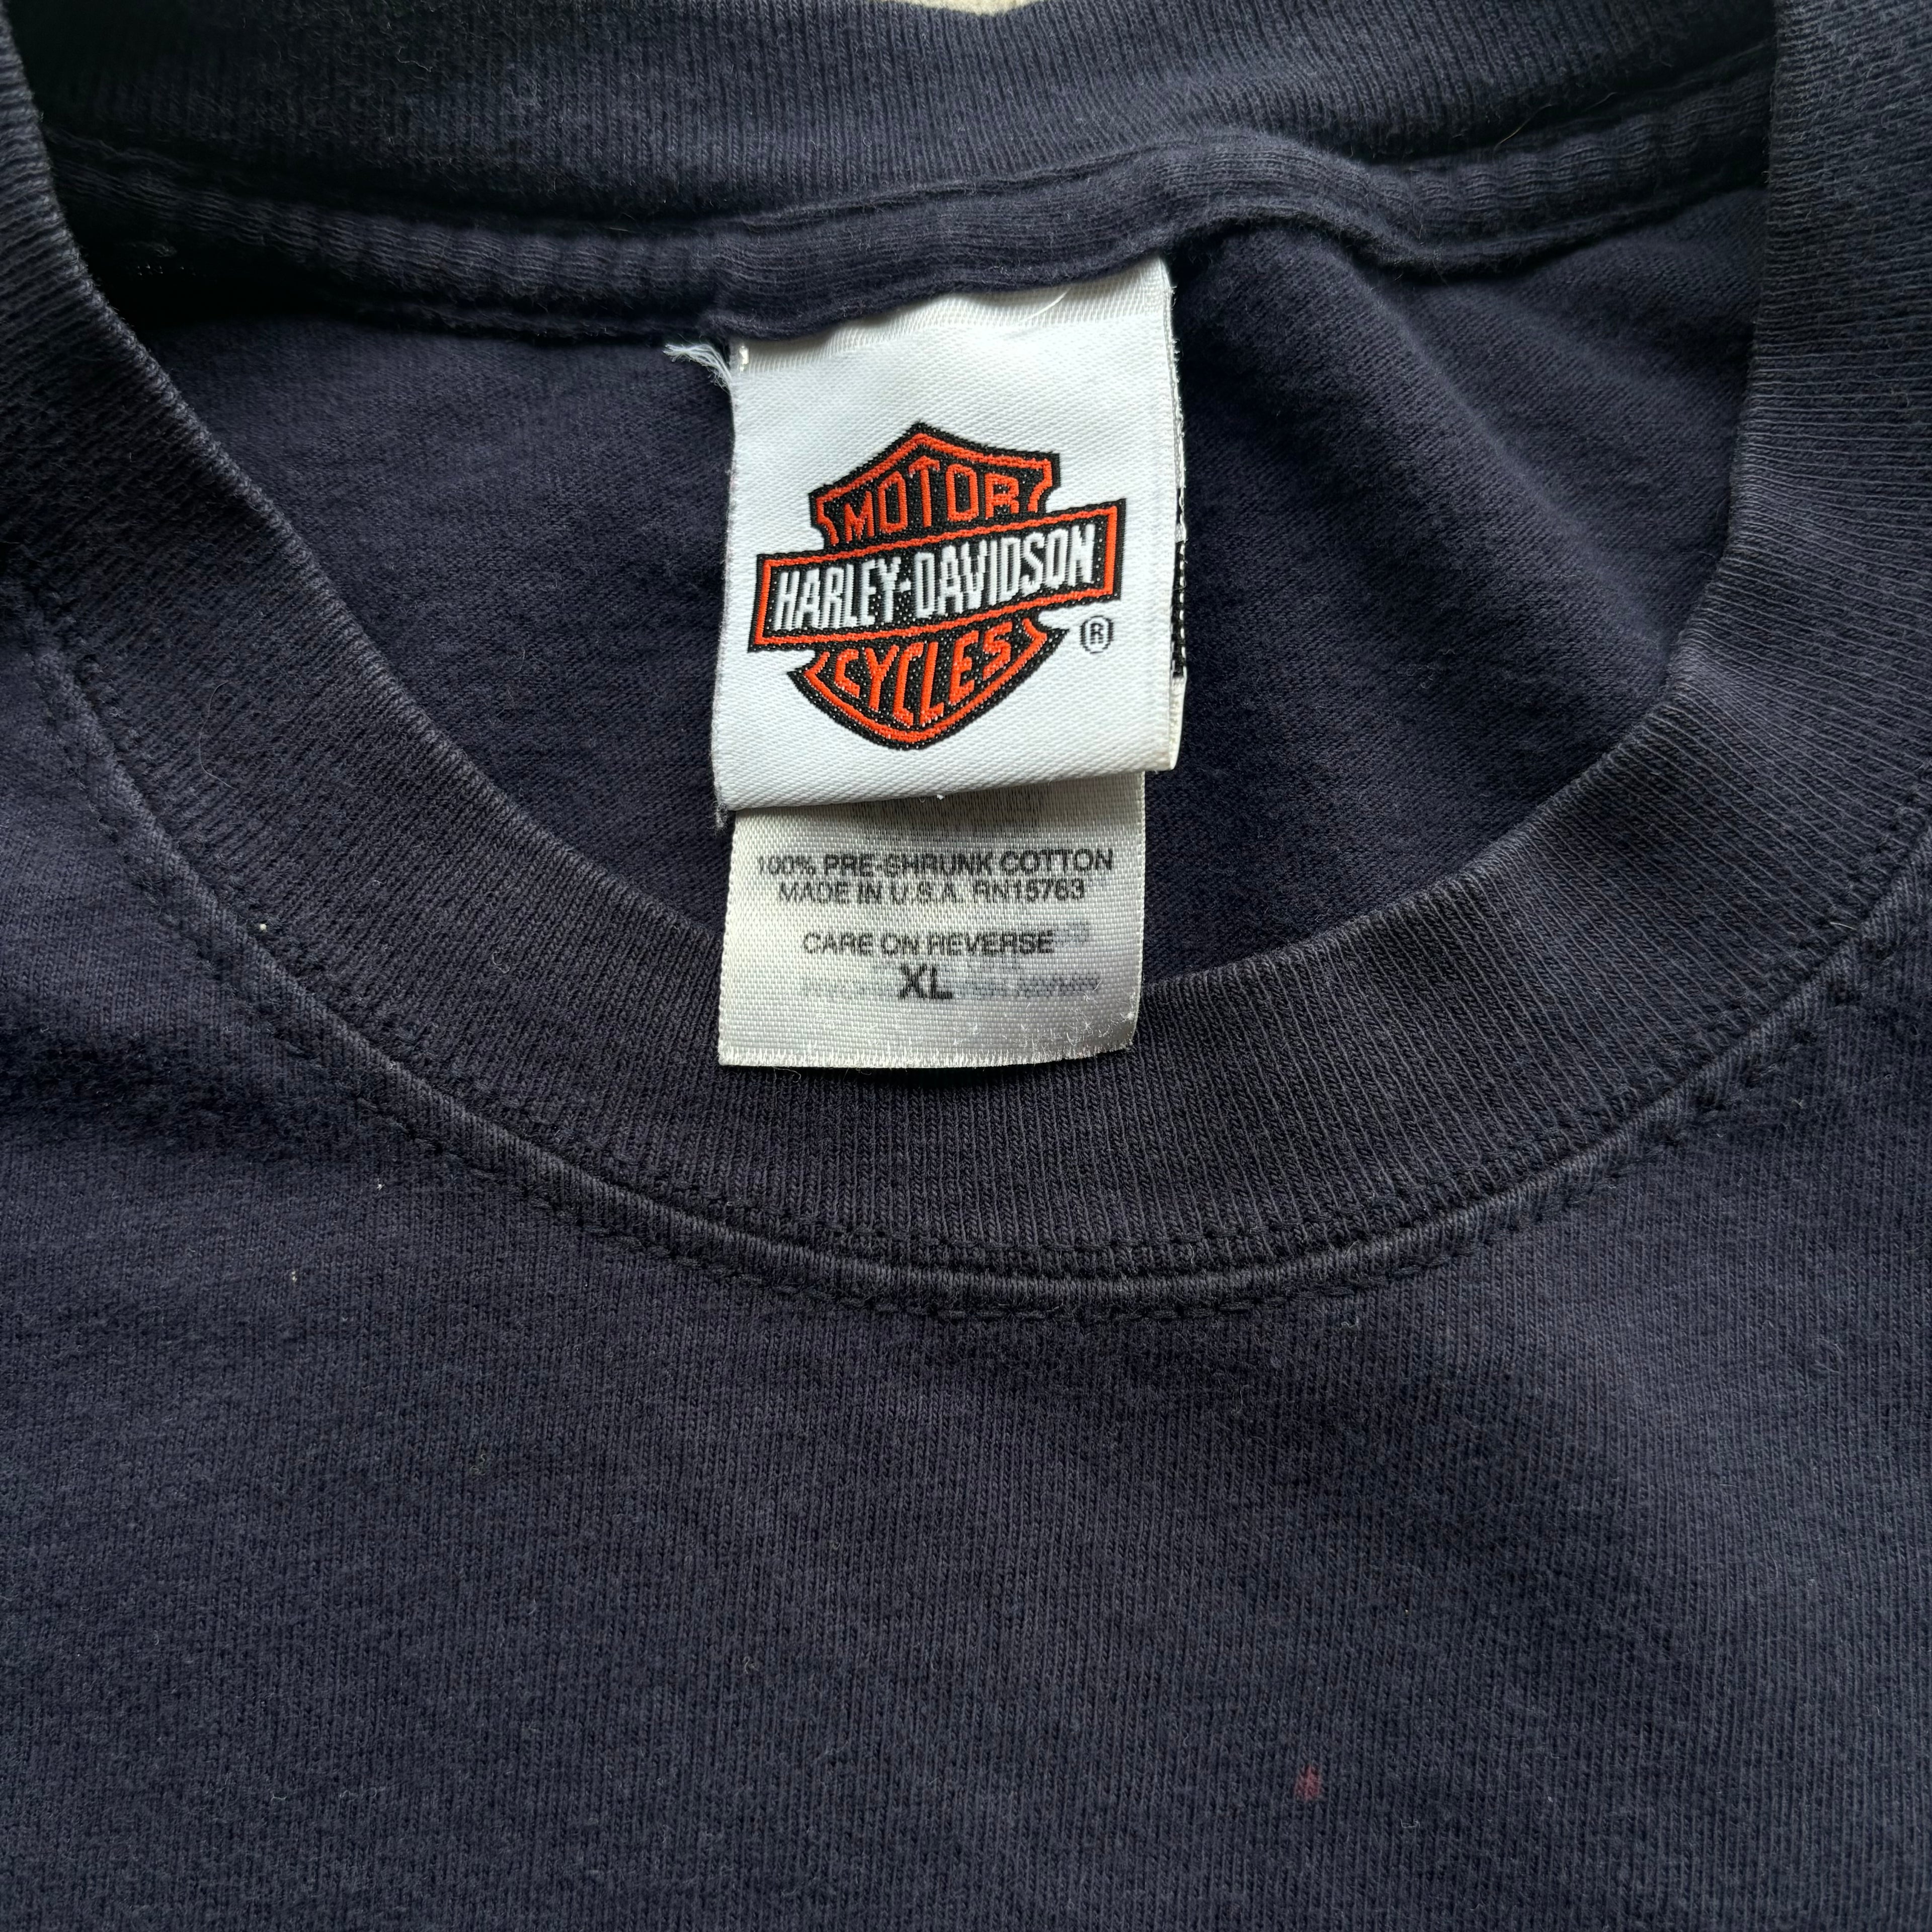 MOTOR
HARLEY-DAVIDSON
CYCLES
®
100% PRE-SHRUNK COTTON
MADE IN U.S.A. RN15763
CARE ON REVERSE
XL